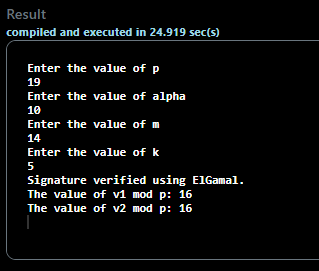 Result
compiled and executed in 24.919 sec(s)
Enter the value of p
19
Enter the value of alpha
10
Enter the value of m
14
Enter the value of k
5
Signature verified using ElGamal.
The value of v1 mod p: 16
The value of v2 mod p: 16